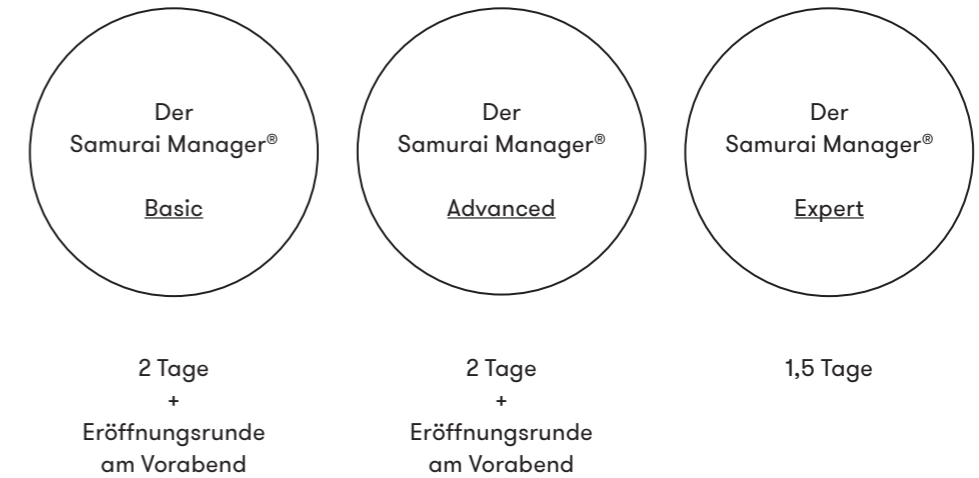 Der
Samurai Manager®
Basic
2 Tage
+
Eröffnungsrunde
am Vorabend
Der
Samurai Manager®
Advanced
2 Tage
+
Eröffnungsrunde
am Vorabend
Der
Samurai Manager®
Expert
1,5 Tage